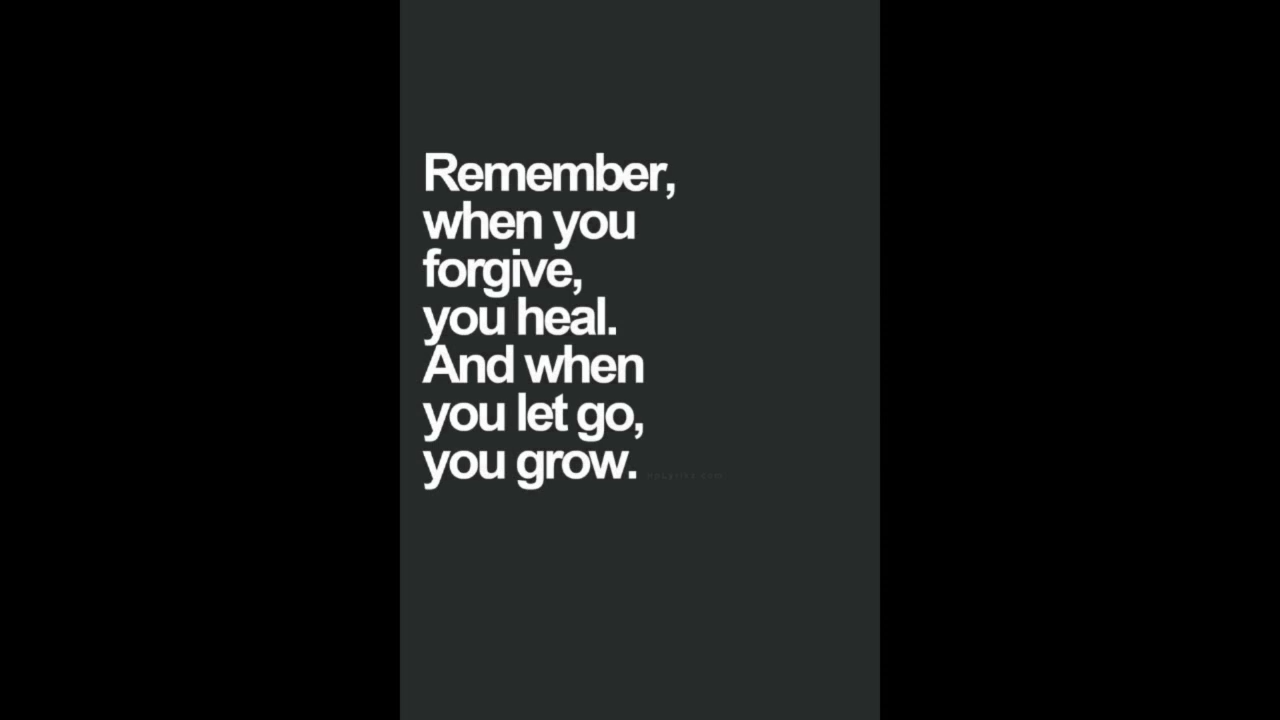 Remember,
when you
forgive,
you heal.
And when
you let go,
you grow.